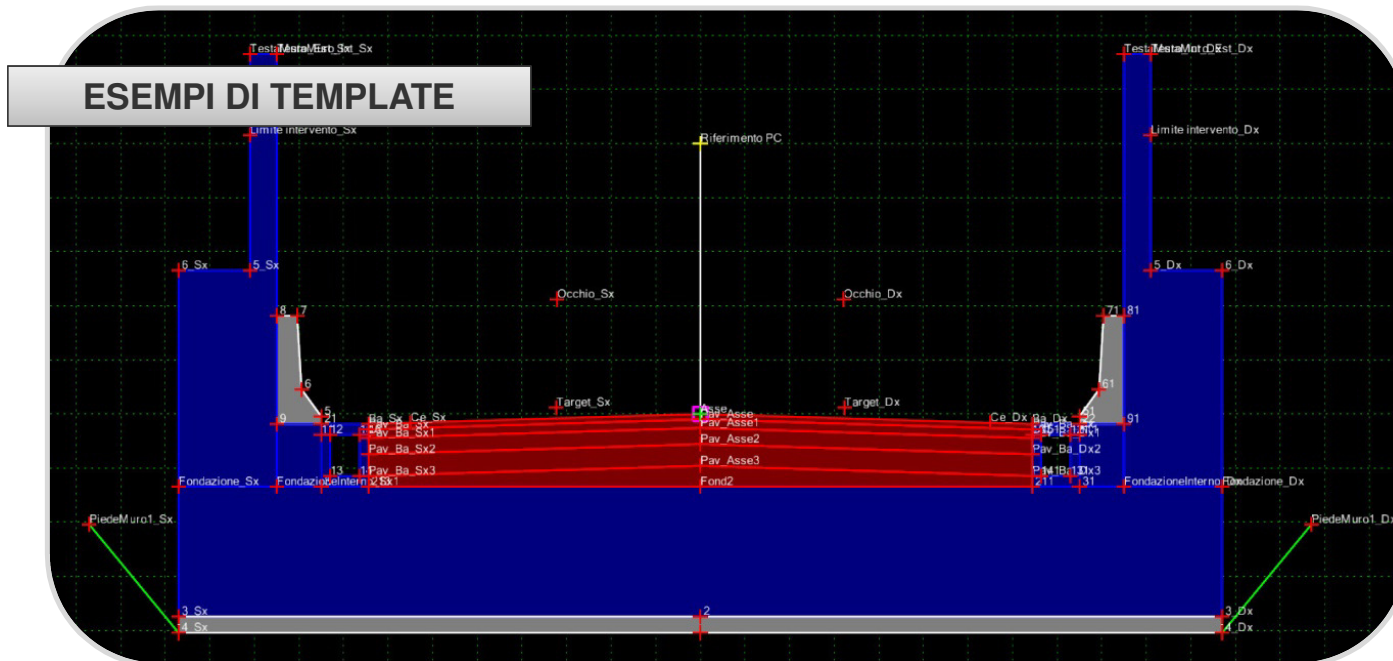 ESEMPI DI TEMPLATE
Limite intervento_Sx
Limite intervento_Dx
Riferimento PC
6_Sx
5_Sx
5_Dx
6_Dx
Occhio_Sx
Occhio_Dx
8
7
71
81
6
61
Target_Sx
Target_Dx
Asse
5
9
21
Ba_Sx
Ce_Sx
Pav_Asse
Ce_Dx
Ba_Dx
91
Pav_Asse1
Pav_Ba_Sx1
Pav_Asse2
Pav_Ba_Sx2
Pav_Ba_Dx2
Pav_Asse3
13
Pav_Ba_Sx3
Fondazione_Sx
Fond2
211
31
Fondazione_Dx
PiedeMuro1_Sx
PiedeMuro1_Dx
3_Sx
2
3_Dx
4_Sx
4_Dx